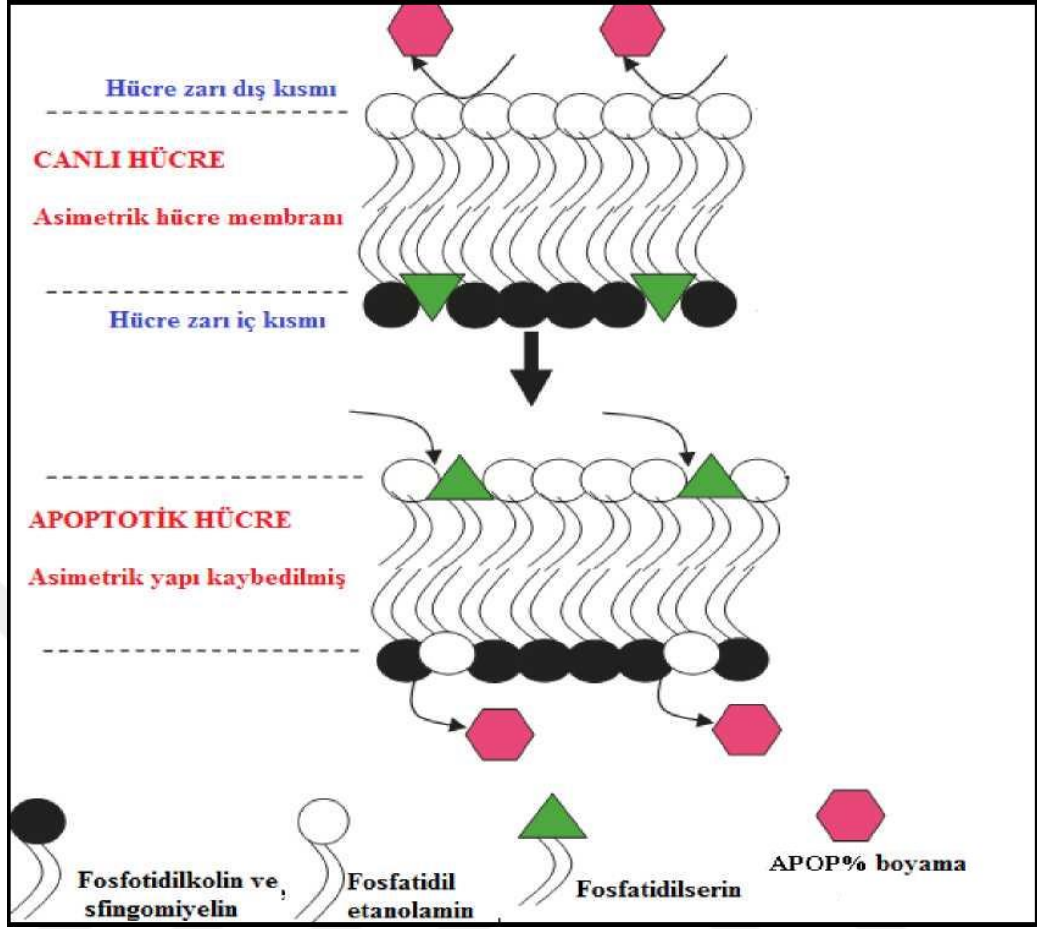 Hücre zarı dış kısmı
CANLI HÜCRE
Asimetrik hücre membranı
Hücre zarı iç kısmı
APOPTOTİK HÜCRE
Asimetrik yapı kaybedilmiş
Fosfotidilkolin ve,
sfingomiyelin
Fosfatidil
etanolamin
Fosfatidilserin
APOP% boyama